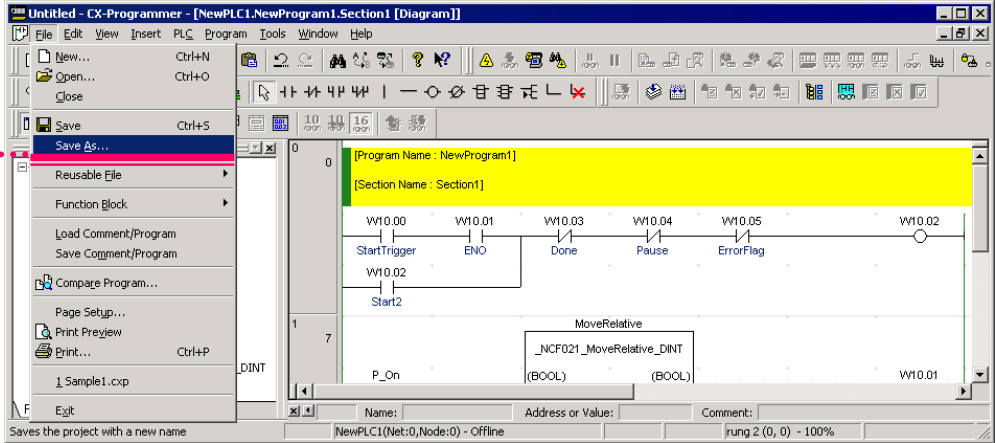 Untitled - CX-Programmer - [NewPLC1.NewProgram1.Section1 [Diagram]]
File Edit View Insert PLC Program Tools Window Help
New... Ctrl+N
Open... Ctrl+O
Close
Save Ctrl+S
Save As...
Reusable File
Function Block
Load Comment/Program
Save Comment/Program
Compare Program...
Page Setup...
Print Preview
Print... Ctrl+P
1 Sample1.cxp
Exit
10 10 16
0
0
[Program Name : NewProgram1]
[Section Name : Section1]
W10.00 W10.01 W10.03 W10.04 W10.05 W10.02
StartTrigger ENO Done Pause ErrorFlag
W10.02
Start2
1
7
MoveRelative
_NCF021_MoveRelative_DINT
_DINT
P_On (BOOL) (BOOL) W10.01
Name: Address or Value: Comment:
Saves the project with a new name NewPLC1(Net:0,Node:0) - Offline rung 2 (0, 0) - 100%